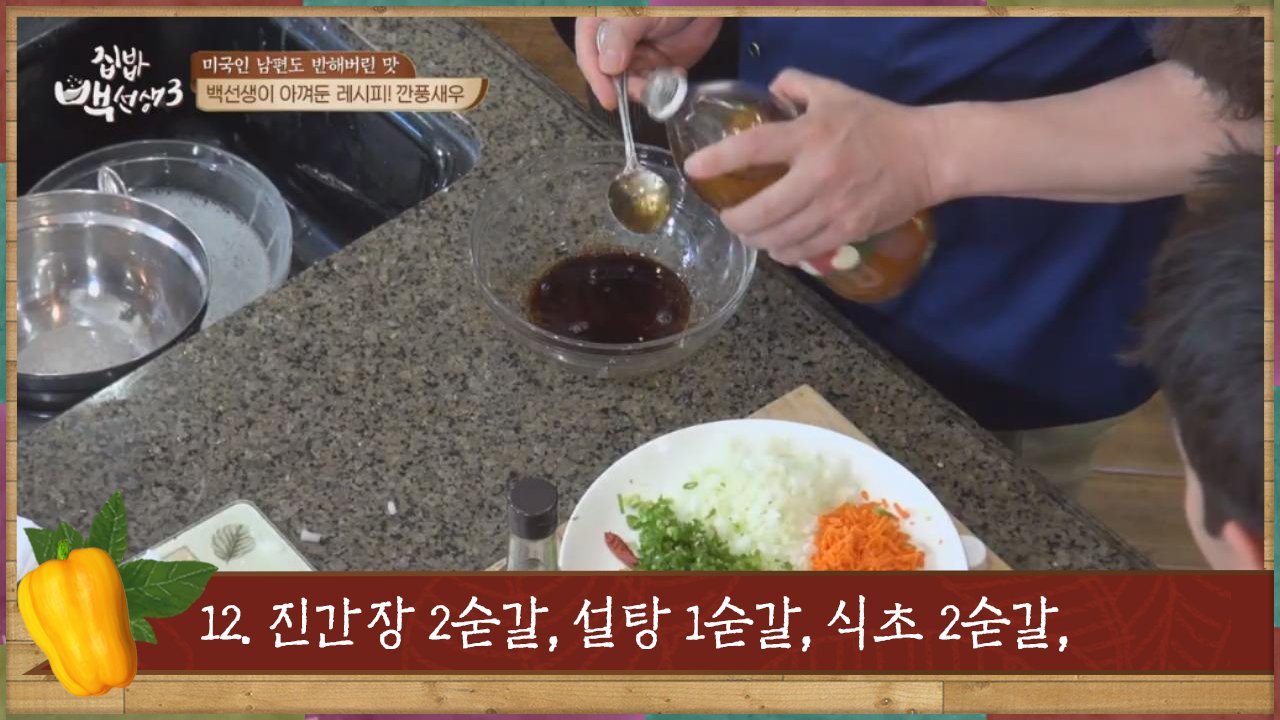 집밥
백선생3
미국인 남편도 반해버린 맛
백선생이 아껴둔 레시피! 깐풍새우
12. 진간장 2숟갈, 설탕 1숟갈, 식초 2숟갈,